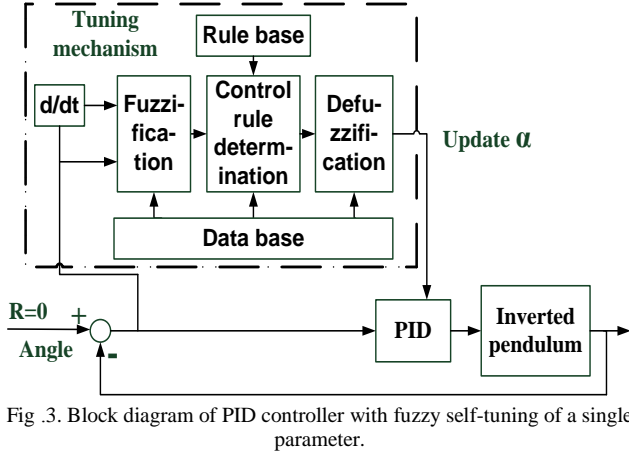 Tuning
mechanism
Rule base
d/dt
Fuzzi-
fica-
tion
Control
rule
determ-
ination
Defu-
zzifi-
cation
Update α
Data base
R=0
+
Angle
-
PID
Inverted
pendulum
Fig .3. Block diagram of PID controller with fuzzy self-tuning of a single
parameter.